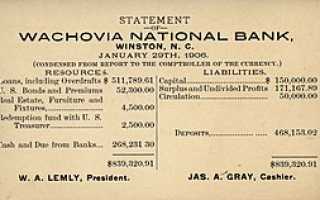 STATEMENT
OF
WACHOVIA NATIONAL BANK,
WINSTON, N. C.
JANUARY 29TH, 1906.
(CONDENSED FROM REPORT TO THE COMPTROLLER OF THE CURRENCY.)
RESOURCES.
Loans, including Overdrafts $ 511,789.61
U. S. Bonds and Premiums 52,300.00
Real Estate, Furniture and
Fixtures, 4,500.00
Redemption fund with U. S.
Treasurer 2,500.00
Cash and Due from Banks 268,231.30
$839,320.91
LIABILITIES.
Capital $ 150,000.00
Surplus and Undivided Profits 171,167.89
Circulation 50,000.00
DEPOSITS 468,153.02
$839,320.91
W. A. LEMLY, President.
JAS. A. GRAY, Cashier.